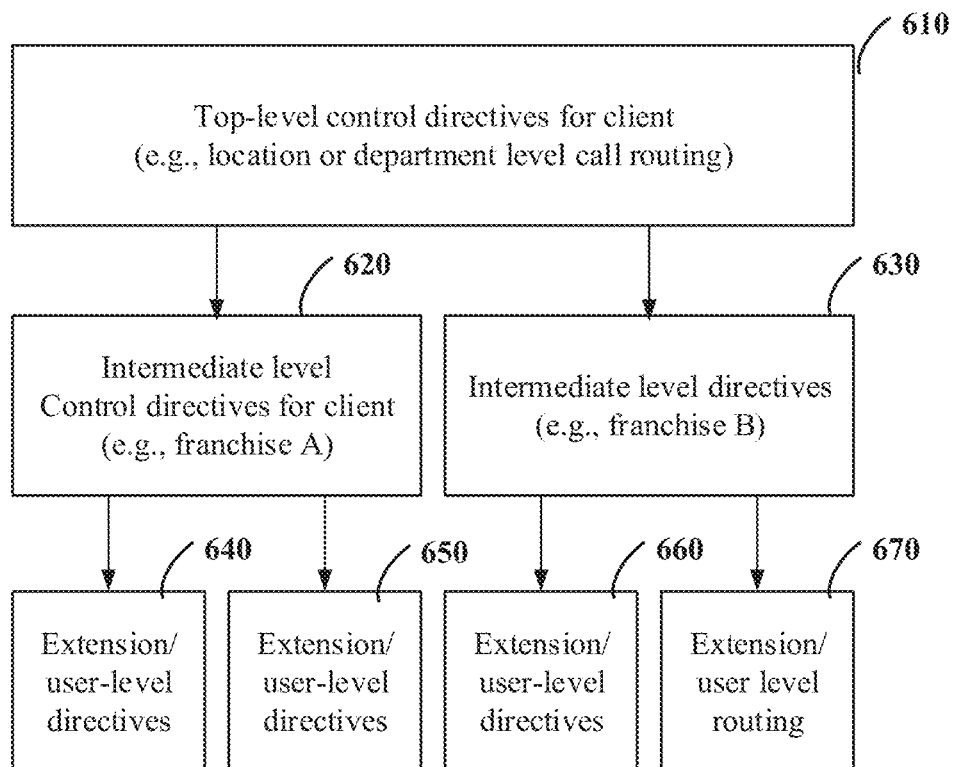 610
Top-level control directives for client
(e.g., location or department level call routing)
620
630
Intermediate level
Control directives for client
(e.g., franchise A)
Intermediate level directives
(e.g., franchise B)
640
650
660
670
Extension/
user-level
directives
Extension/
user-level
directives
Extension/
user-level
directives
Extension/
user level
routing